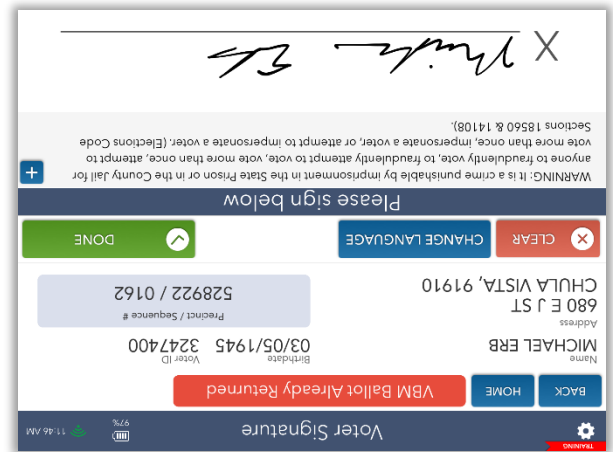 TRAINING
Voter Signature
97%
11:46 AM
BACK
HOME
VBM Ballot Already Returned
Name
MICHAEL ERB
Birthdate
03/05/1945
Voter ID
3247400
Address
680 E J ST
CHULA VISTA, 91910
Precinct / Sequence #
528922 / 0162
CLEAR
CHANGE LANGUAGE
DONE
Please sign below
WARNING: It is a crime punishable by imprisonment in the State Prison or in the County Jail for
anyone to fraudulently vote, to fraudulently attempt to vote, vote more than once, attempt to
vote more than once, impersonate a voter, or attempt to impersonate a voter. (Elections Code
Sections 18560 & 14108).
+
X